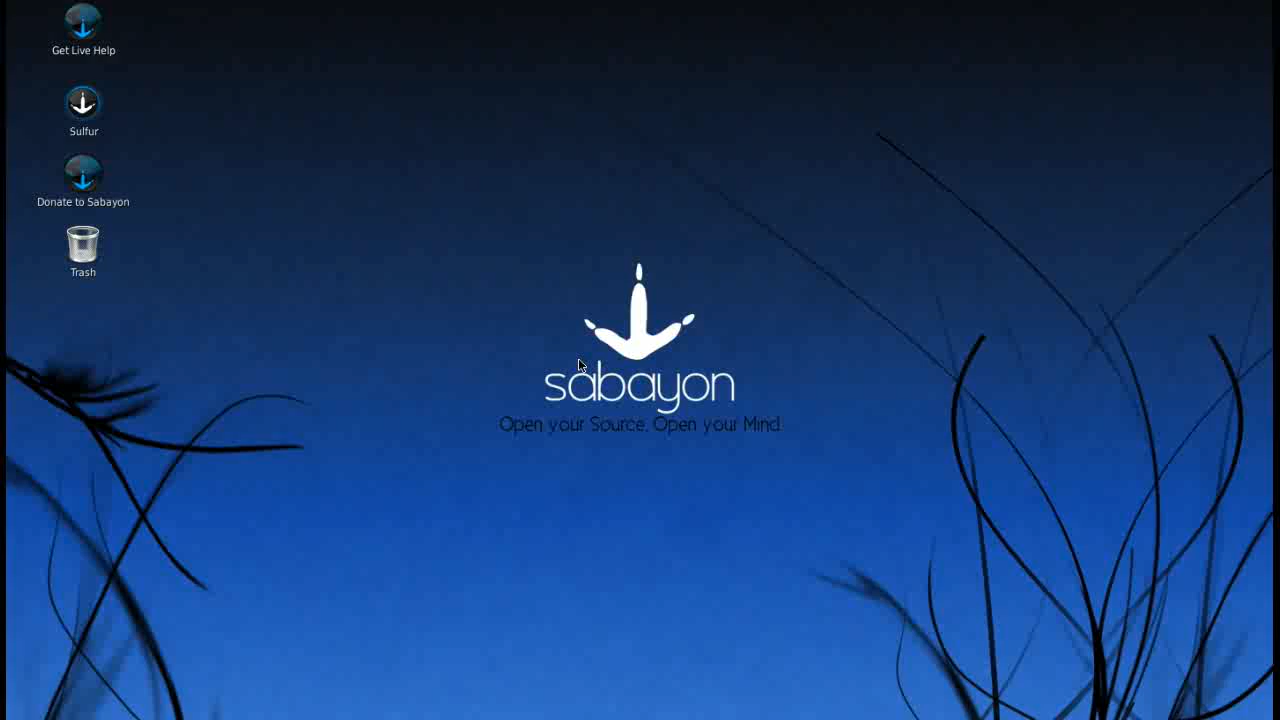 Get Live Help
Sulfur
Donate to Sabayon
Trash
sabayon
Open your Source, Open your Mind